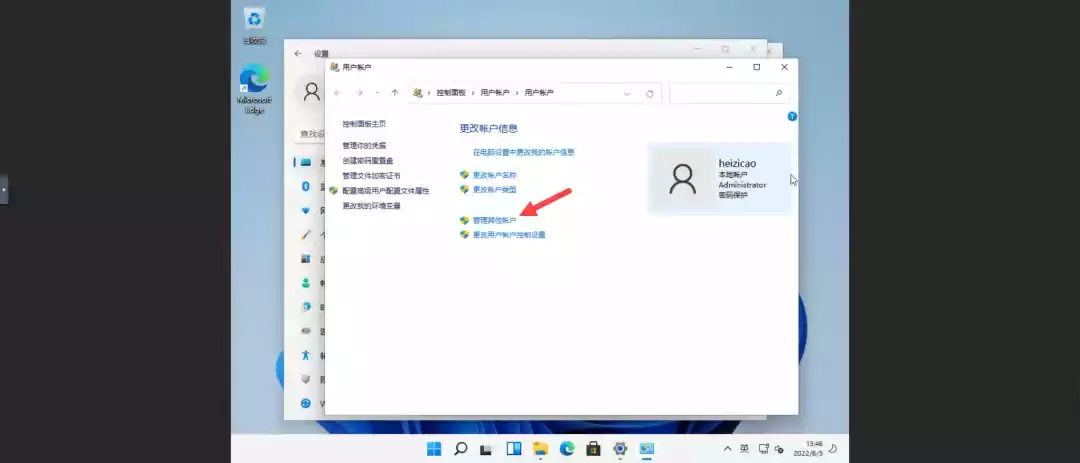 回收站
Microsoft
Edge
设置
用户帐户
控制面板 › 用户帐户 › 用户帐户
控制面板主页
管理你的凭据
创建密码重置盘
管理文件加密证书
配置高级用户配置文件属性
更改我的环境变量
更改帐户信息
在电脑设置中更改我的帐户信息
更改帐户名称
更改帐户类型
管理其他帐户
更改用户帐户控制设置
heizicao
本地帐户
Administrator
密码保护
英
13:46
2022/6/5